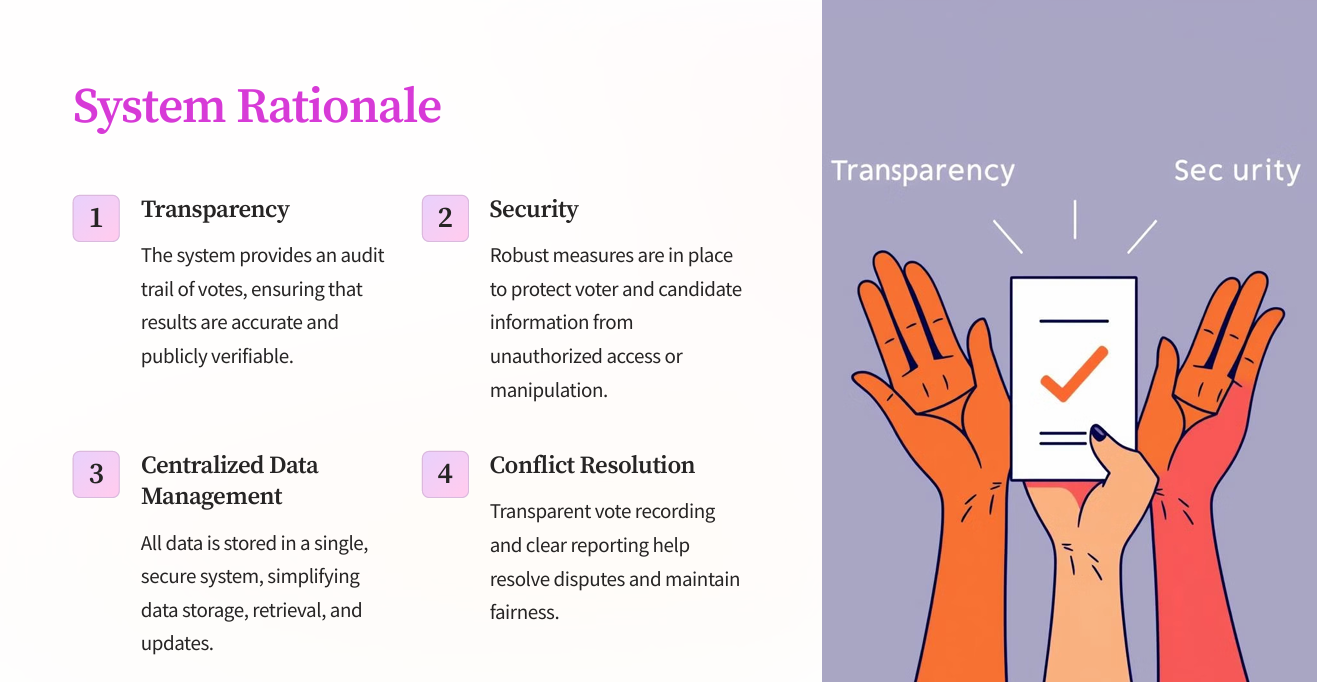 System Rationale
1
Transparency
The system provides an audit
trail of votes, ensuring that
results are accurate and
publicly verifiable.
2
Security
Robust measures are in place
to protect voter and candidate
information from
unauthorized access or
manipulation.
3
Centralized Data
Management
All data is stored in a single,
secure system, simplifying
data storage, retrieval, and
updates.
4
Conflict Resolution
Transparent vote recording
and clear reporting help
resolve disputes and maintain
fairness.
Transparency
Sec urity